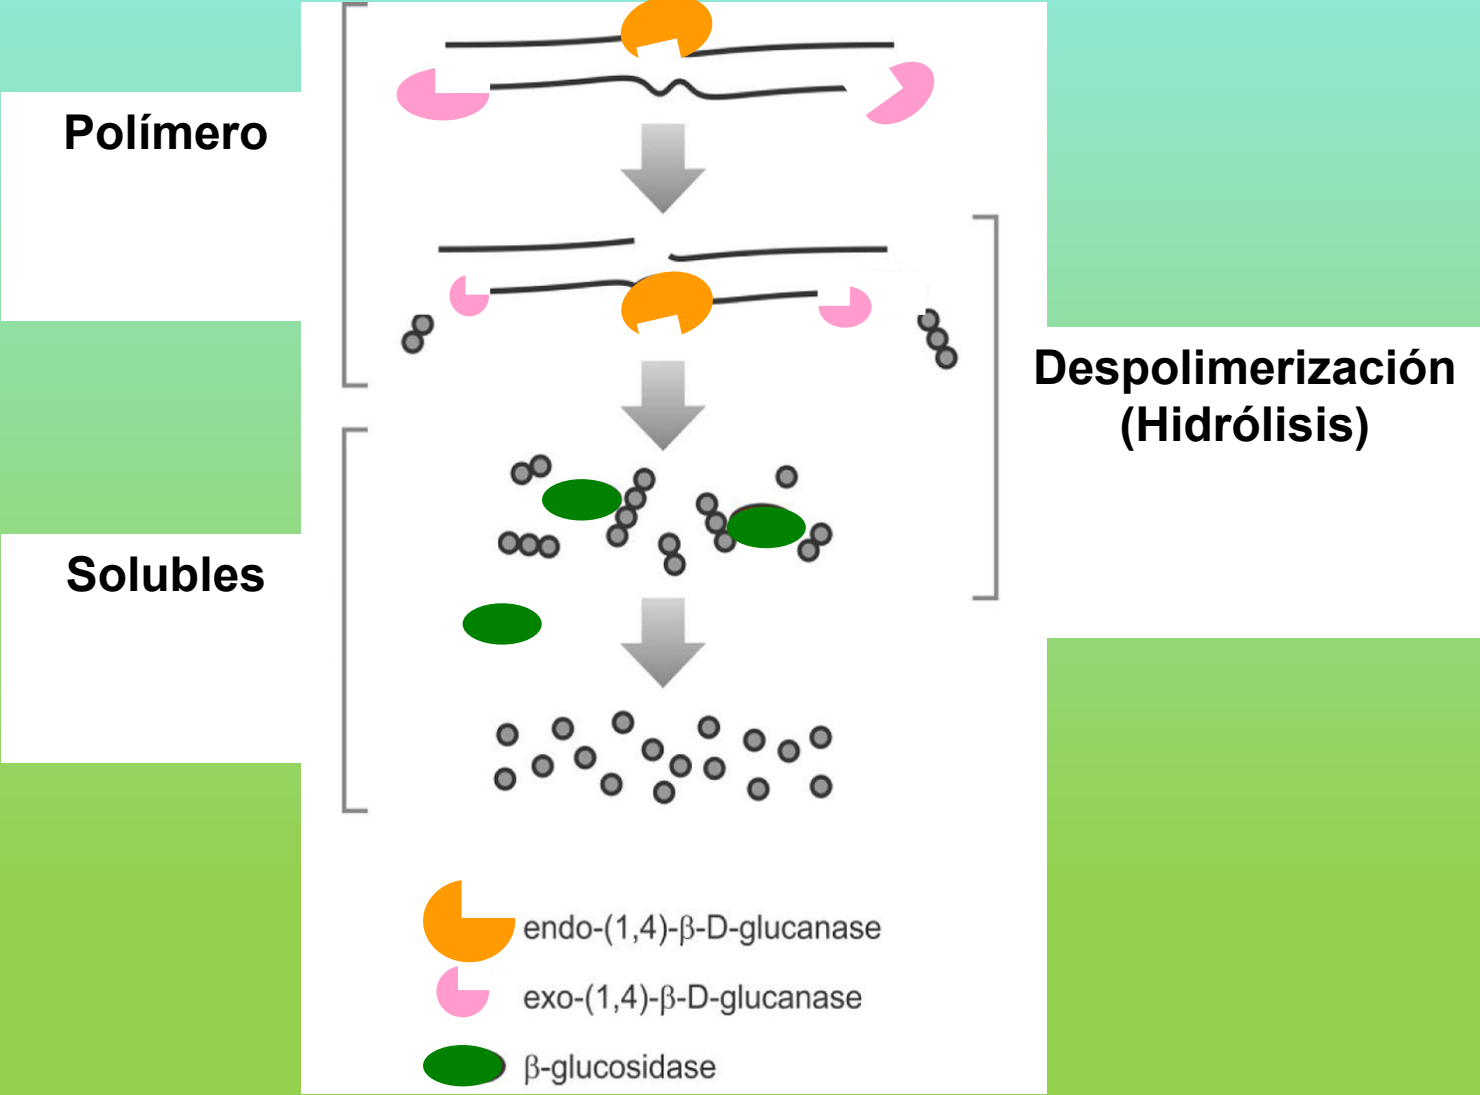 Polímero
Despolimerización
(Hidrólisis)
Solubles
endo-(1,4)-β-D-glucanase
exo-(1,4)-β-D-glucanase
β-glucosidase